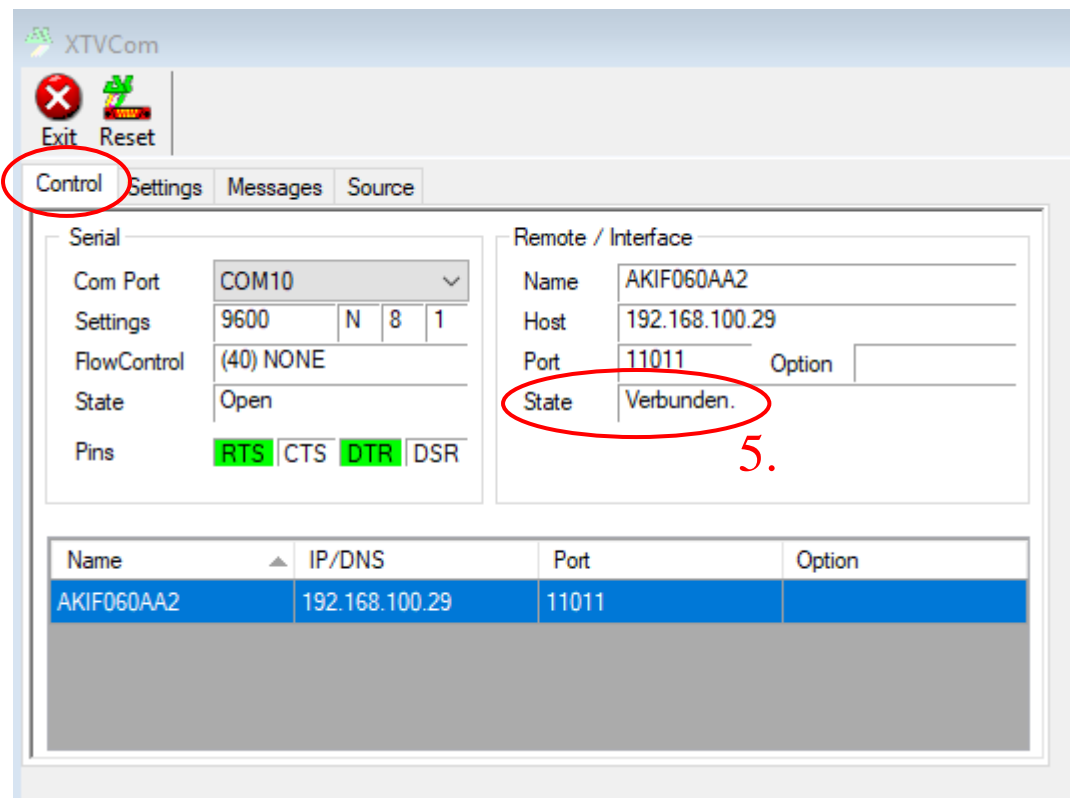 XTVCom
Exit Reset
Control Settings Messages Source
Serial
Com Port COM10
Settings 9600 N 8 1
FlowControl (40) NONE
State Open
Pins RTS CTS DTR DSR
Remote / Interface
Name AKIF060AA2
Host 192.168.100.29
Port 11011 Option
State Verbunden.
5.
Name IP/DNS Port Option
AKIF060AA2 192.168.100.29 11011